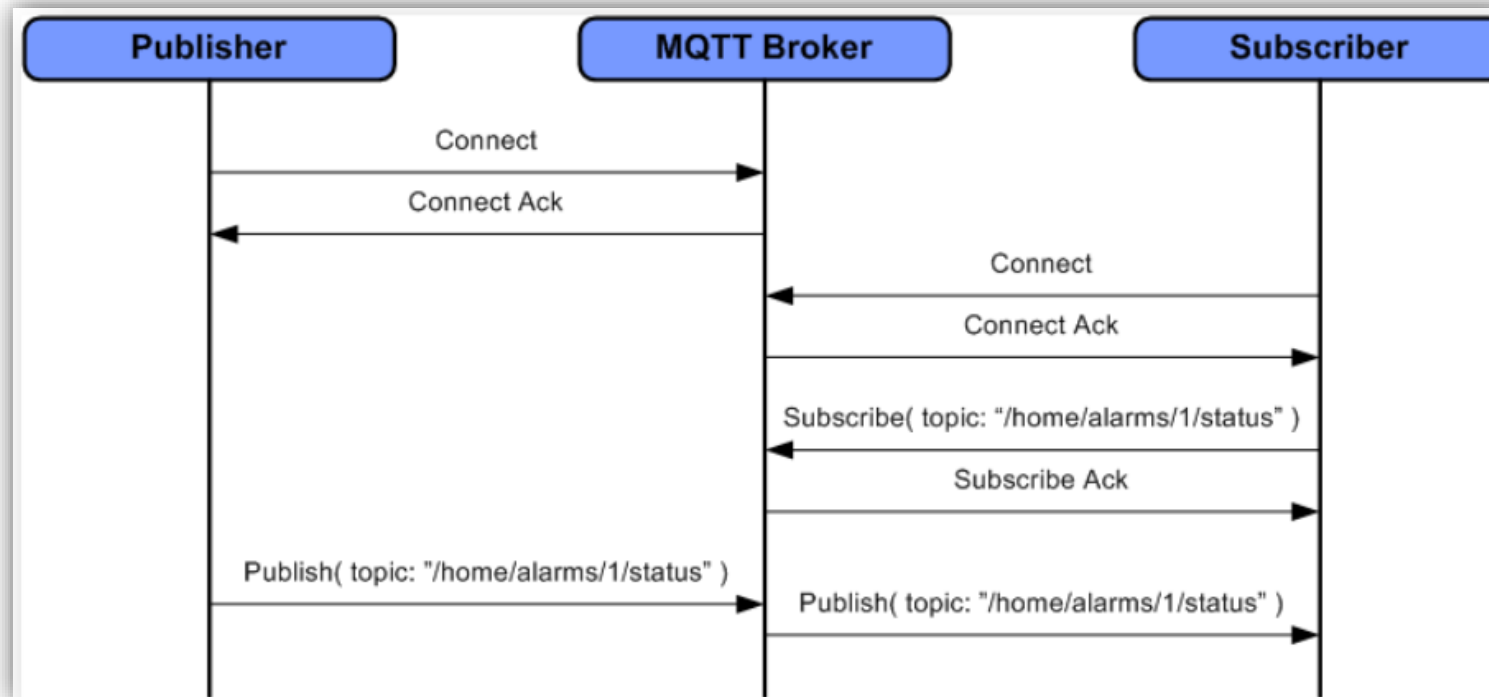 Publisher
MQTT Broker
Subscriber
Connect
Connect Ack
Connect
Connect Ack
Subscribe( topic: “/home/alarms/1/status” )
Subscribe Ack
Publish( topic: ”/home/alarms/1/status” )
Publish( topic: ”/home/alarms/1/status” )